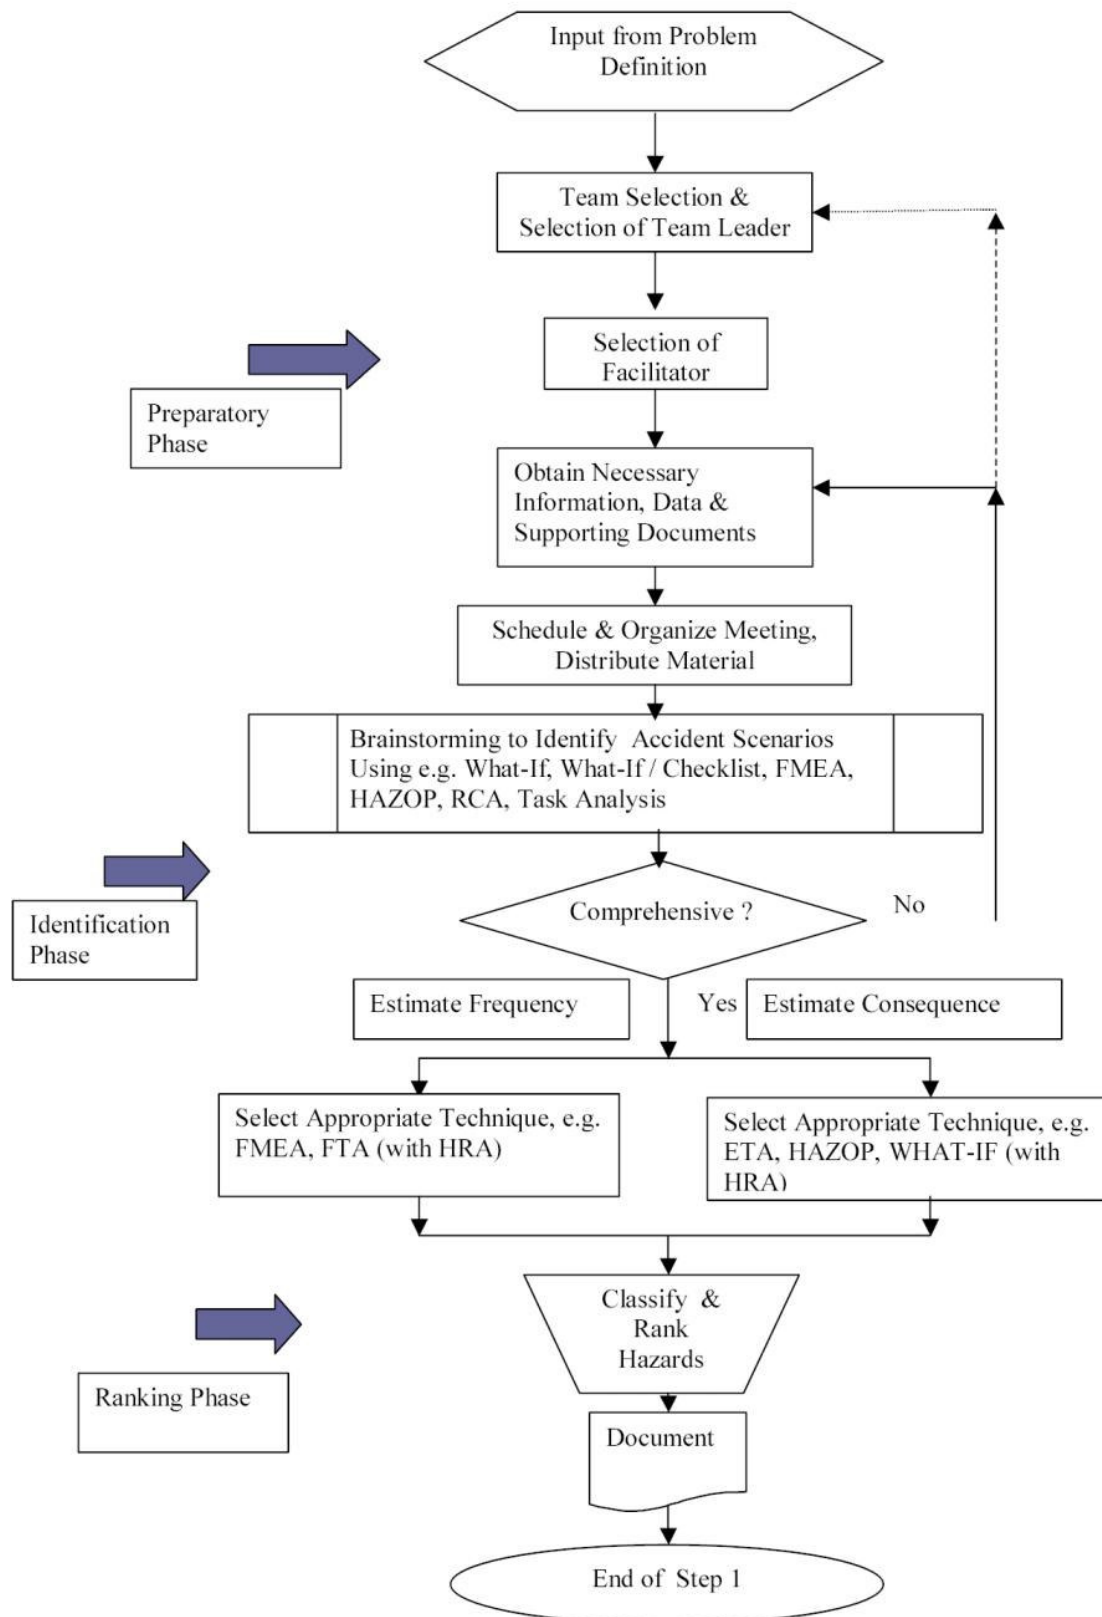 Input from Problem
Definition
Team Selection &
Selection of Team Leader
Selection of
Facilitator
Preparatory
Phase
Obtain Necessary
Information, Data &
Supporting Documents
Schedule & Organize Meeting,
Distribute Material
Brainstorming to Identify Accident Scenarios
Using e.g. What-If, What-If / Checklist, FMEA,
HAZOP, RCA, Task Analysis
Comprehensive ?
No
Identification
Phase
Estimate Frequency
Yes
Estimate Consequence
Select Appropriate Technique, e.g.
FMEA, FTA (with HRA)
Select Appropriate Technique, e.g.
ETA, HAZOP, WHAT-IF (with
HRA)
Classify &
Rank
Hazards
Ranking Phase
Document
End of Step 1